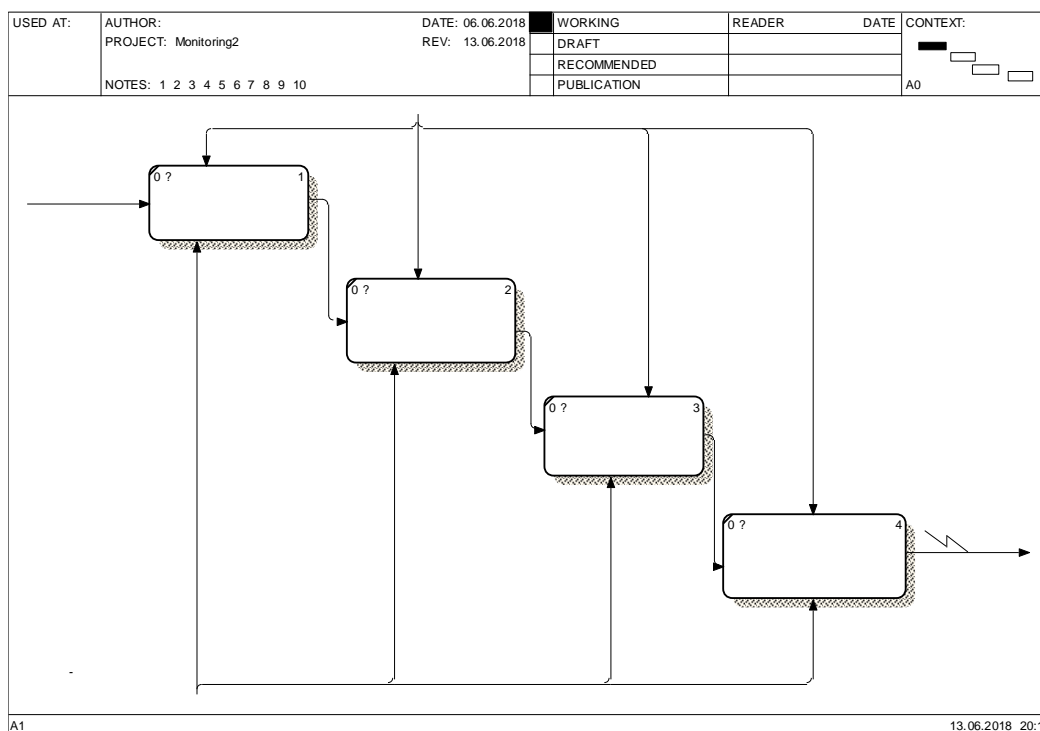 USED AT:
AUTHOR:
DATE: 06.06.2018
WORKING
READER
DATE
CONTEXT:
PROJECT: Monitoring2
REV: 13.06.2018
DRAFT
RECOMMENDED
NOTES: 1 2 3 4 5 6 7 8 9 10
PUBLICATION
A0
0 ? 1
0 ? 2
0 ? 3
0 ? 4
-
A1
13.06.2018